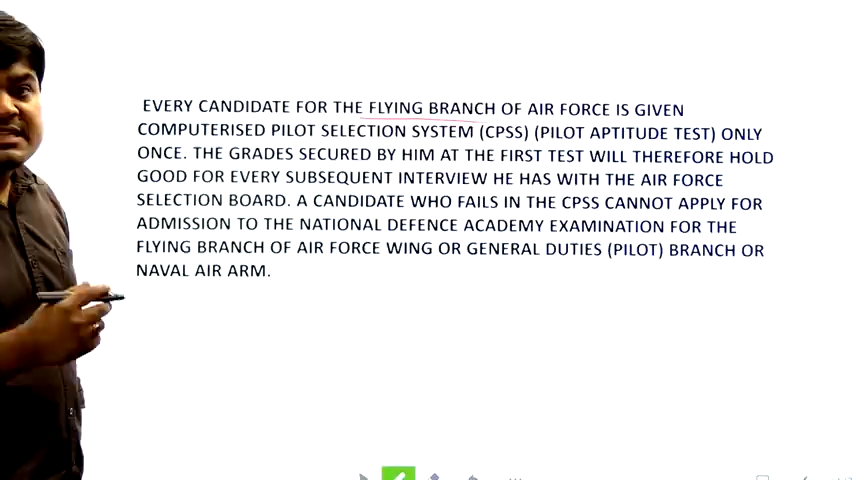 EVERY CANDIDATE FOR THE FLYING BRANCH OF AIR FORCE IS GIVEN
COMPUTERISED PILOT SELECTION SYSTEM (CPSS) (PILOT APTITUDE TEST) ONLY
ONCE. THE GRADES SECURED BY HIM AT THE FIRST TEST WILL THEREFORE HOLD
GOOD FOR EVERY SUBSEQUENT INTERVIEW HE HAS WITH THE AIR FORCE
SELECTION BOARD. A CANDIDATE WHO FAILS IN THE CPSS CANNOT APPLY FOR
ADMISSION TO THE NATIONAL DEFENCE ACADEMY EXAMINATION FOR THE
FLYING BRANCH OF AIR FORCE WING OR GENERAL DUTIES (PILOT) BRANCH OR
NAVAL AIR ARM.